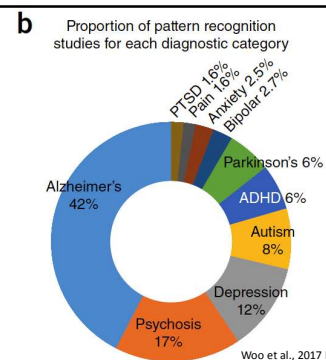 b
Proportion of pattern recognition
studies for each diagnostic category
PTSD 1.6%
Pain 1.6%
Anxiety 2.5%
Bipolar 2.7%
Parkinson's 6%
ADHD 6%
Autism
8%
Depression
12%
Psychosis
17%
Alzheimer's
42%
Woo et al., 2017